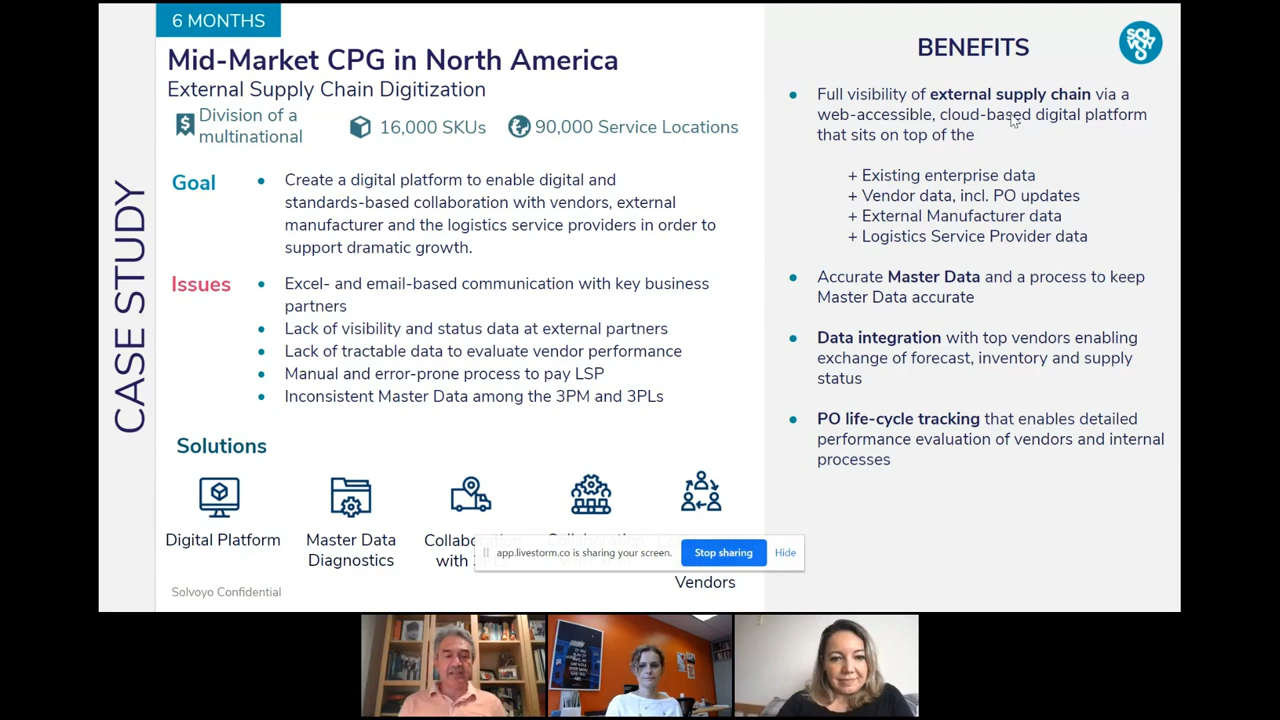 6 MONTHS
Mid-Market CPG in North America
External Supply Chain Digitization
Division of a
multinational
16,000 SKUs
90,000 Service Locations
CASE STUDY
Goal
• Create a digital platform to enable digital and
standards-based collaboration with vendors, external
manufacturer and the logistics service providers in order to
support dramatic growth.
Issues
• Excel- and email-based communication with key business
partners
• Lack of visibility and status data at external partners
• Lack of tractable data to evaluate vendor performance
• Manual and error-prone process to pay LSP
• Inconsistent Master Data among the 3PM and 3PLs
Solutions
Digital Platform
Master Data
Diagnostics
with
Vendors
app.livestorm.co is sharing your screen.
Stop sharing
Hide
Solvoyo Confidential
BENEFITS
SOLVOYO
• Full visibility of external supply chain via a
web-accessible, cloud-based digital platform
that sits on top of the
+ Existing enterprise data
+ Vendor data, incl. PO updates
+ External Manufacturer data
+ Logistics Service Provider data
• Accurate Master Data and a process to keep
Master Data accurate
• Data integration with top vendors enabling
exchange of forecast, inventory and supply
status
• PO life-cycle tracking that enables detailed
performance evaluation of vendors and internal
processes